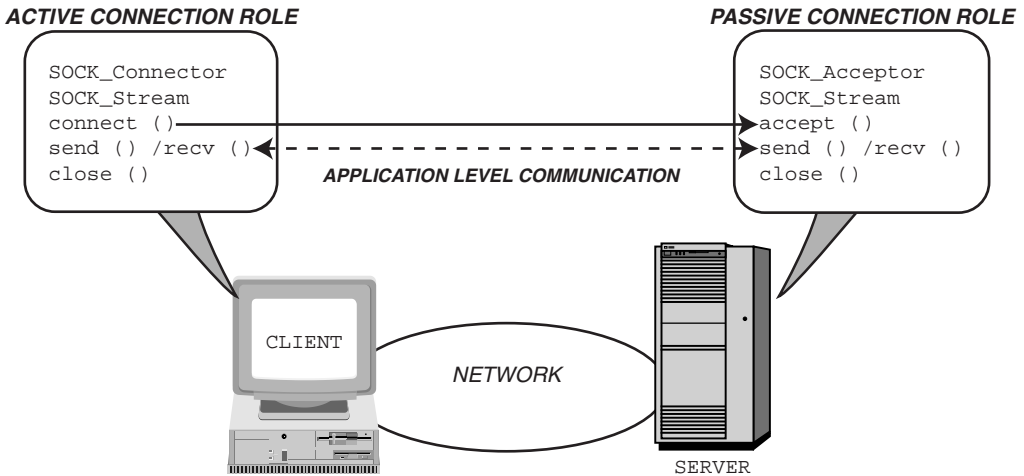 ACTIVE CONNECTION ROLE
PASSIVE CONNECTION ROLE
SOCK_Connector
SOCK_Stream
connect ()
send () /recv ()
close ()
SOCK_Acceptor
SOCK_Stream
accept ()
send () /recv ()
close ()
APPLICATION LEVEL COMMUNICATION
CLIENT
NETWORK
SERVER